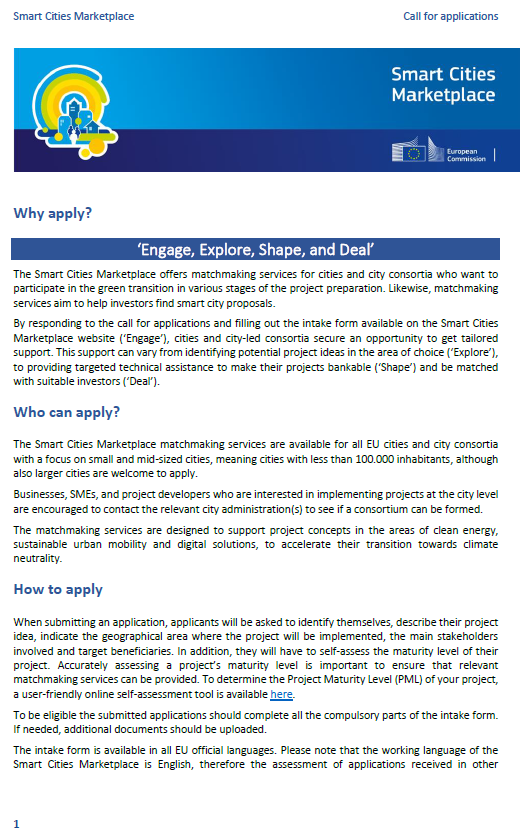 Smart Cities Marketplace Call for applications
Smart Cities
Marketplace
European
Commission
Why apply?
‘Engage, Explore, Shape, and Deal’
The Smart Cities Marketplace offers matchmaking services for cities and city consortia who want to
participate in the green transition in various stages of the project preparation. Likewise, matchmaking
services aim to help investors find smart city proposals.
By responding to the call for applications and filling out the intake form available on the Smart Cities
Marketplace website (‘Engage’), cities and city-led consortia secure an opportunity to get tailored
support. This support can vary from identifying potential project ideas in the area of choice (‘Explore’),
to providing targeted technical assistance to make their projects bankable (‘Shape’) and be matched
with suitable investors (‘Deal’).
Who can apply?
The Smart Cities Marketplace matchmaking services are available for all EU cities and city consortia
with a focus on small and mid-sized cities, meaning cities with less than 100.000 inhabitants, although
also larger cities are welcome to apply.
Businesses, SMEs, and project developers who are interested in implementing projects at the city level
are encouraged to contact the relevant city administration(s) to see if a consortium can be formed.
The matchmaking services are designed to support project concepts in the areas of clean energy,
sustainable urban mobility and digital solutions, to accelerate their transition towards climate
neutrality.
How to apply
When submitting an application, applicants will be asked to identify themselves, describe their project
idea, indicate the geographical area where the project will be implemented, the main stakeholders
involved and target beneficiaries. In addition, they will have to self-assess the maturity level of their
project. Accurately assessing a project’s maturity level is important to ensure that relevant
matchmaking services can be provided. To determine the Project Maturity Level (PML) of your project,
a user-friendly online self-assessment tool is available here.
To be eligible the submitted applications should complete all the compulsory parts of the intake form.
If needed, additional documents should be uploaded.
The intake form is available in all EU official languages. Please note that the working language of the
Smart Cities Marketplace is English, therefore the assessment of applications received in other
1